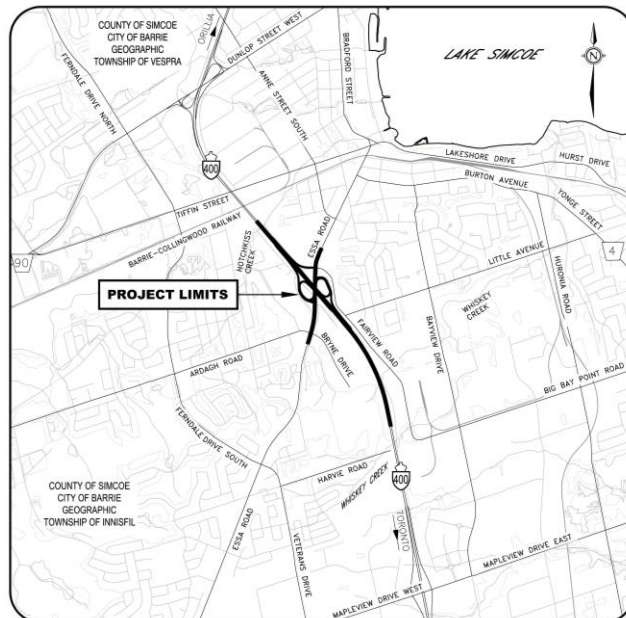 COUNTY OF SIMCOE
CITY OF BARRIE
GEOGRAPHIC
TOWNSHIP OF VESPRA
ORILLIA
DUNLOP STREET WEST
FERNDALE DRIVE NORTH
ANNE STREET SOUTH
BRADFORD STREET
LAKE SIMCOE
N
400
LAKESHORE DRIVE
HURST DRIVE
BURTON AVENUE
YONGE STREET
TIFFIN STREET
BARRIE-COLLINGWOOD RAILWAY
90
HOTCHKISS CREEK
ESSA ROAD
LITTLE AVENUE
4
HURONIA ROAD
WHISKEY CREEK
PROJECT LIMITS
FAIRVIEW ROAD
BAYVIEW DRIVE
BRYNE DRIVE
ARDAGH ROAD
BIG BAY POINT ROAD
FERNDALE DRIVE SOUTH
HARVIE ROAD
WHISKEY CREEK
400
COUNTY OF SIMCOE
CITY OF BARRIE
GEOGRAPHIC
TOWNSHIP OF INNISFIL
ESSA ROAD
VETERANS DRIVE
TORONTO
MAPLEVIEW DRIVE EAST
MAPLEVIEW DRIVE WEST